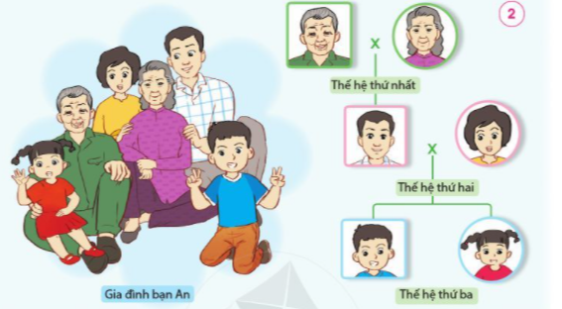 2
x
Thế hệ thứ nhất
x
Thế hệ thứ hai
Gia đình bạn An
Thế hệ thứ ba